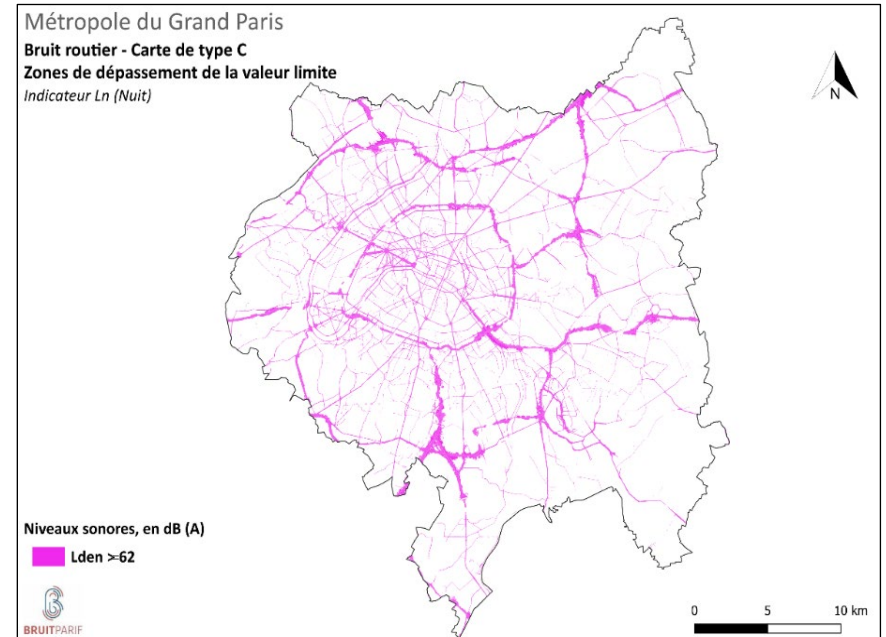 Métropole du Grand Paris
Bruit routier - Carte de type C
Zones de dépassement de la valeur limite
Indicateur Ln (Nuit)
N
Niveaux sonores, en dB (A)
Lden >=62
BRUITPARIF
0 5 10 km